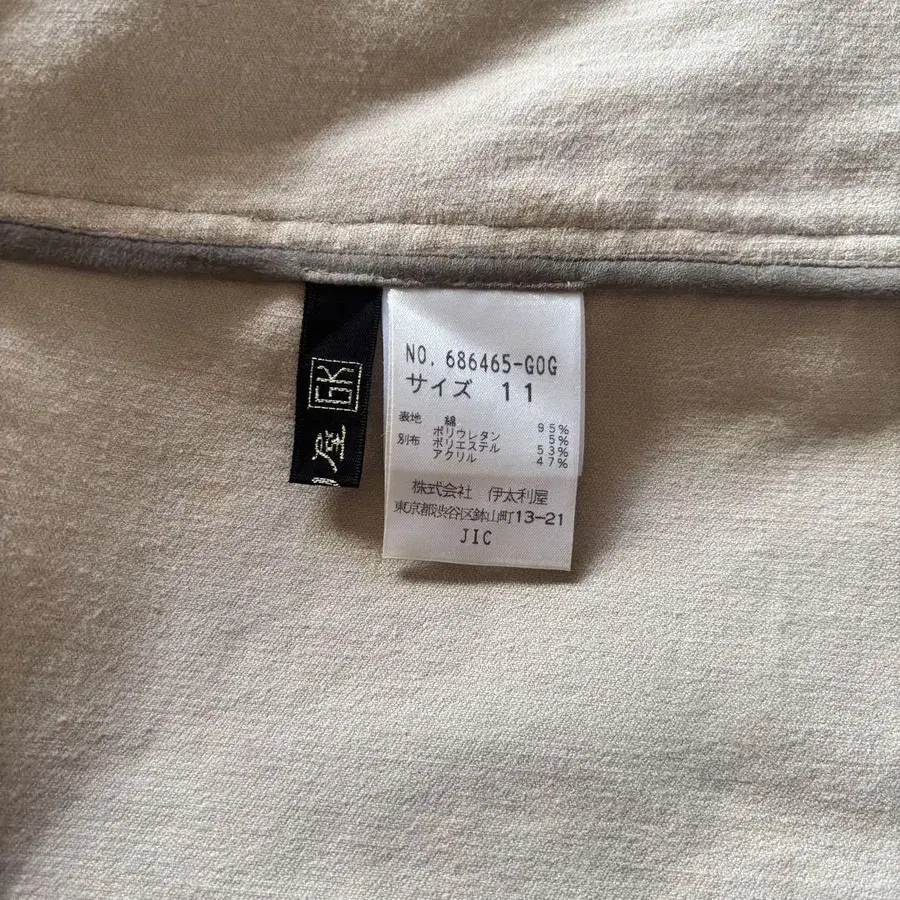 GK
屋
NO. 686465-GOG
サイズ 11
表地 綿 95%
ポリウレタン 5%
別布 ポリエステル 53%
アクリル 47%
株式会社 伊太利屋
東京都渋谷区鉢山町13-21
JIC